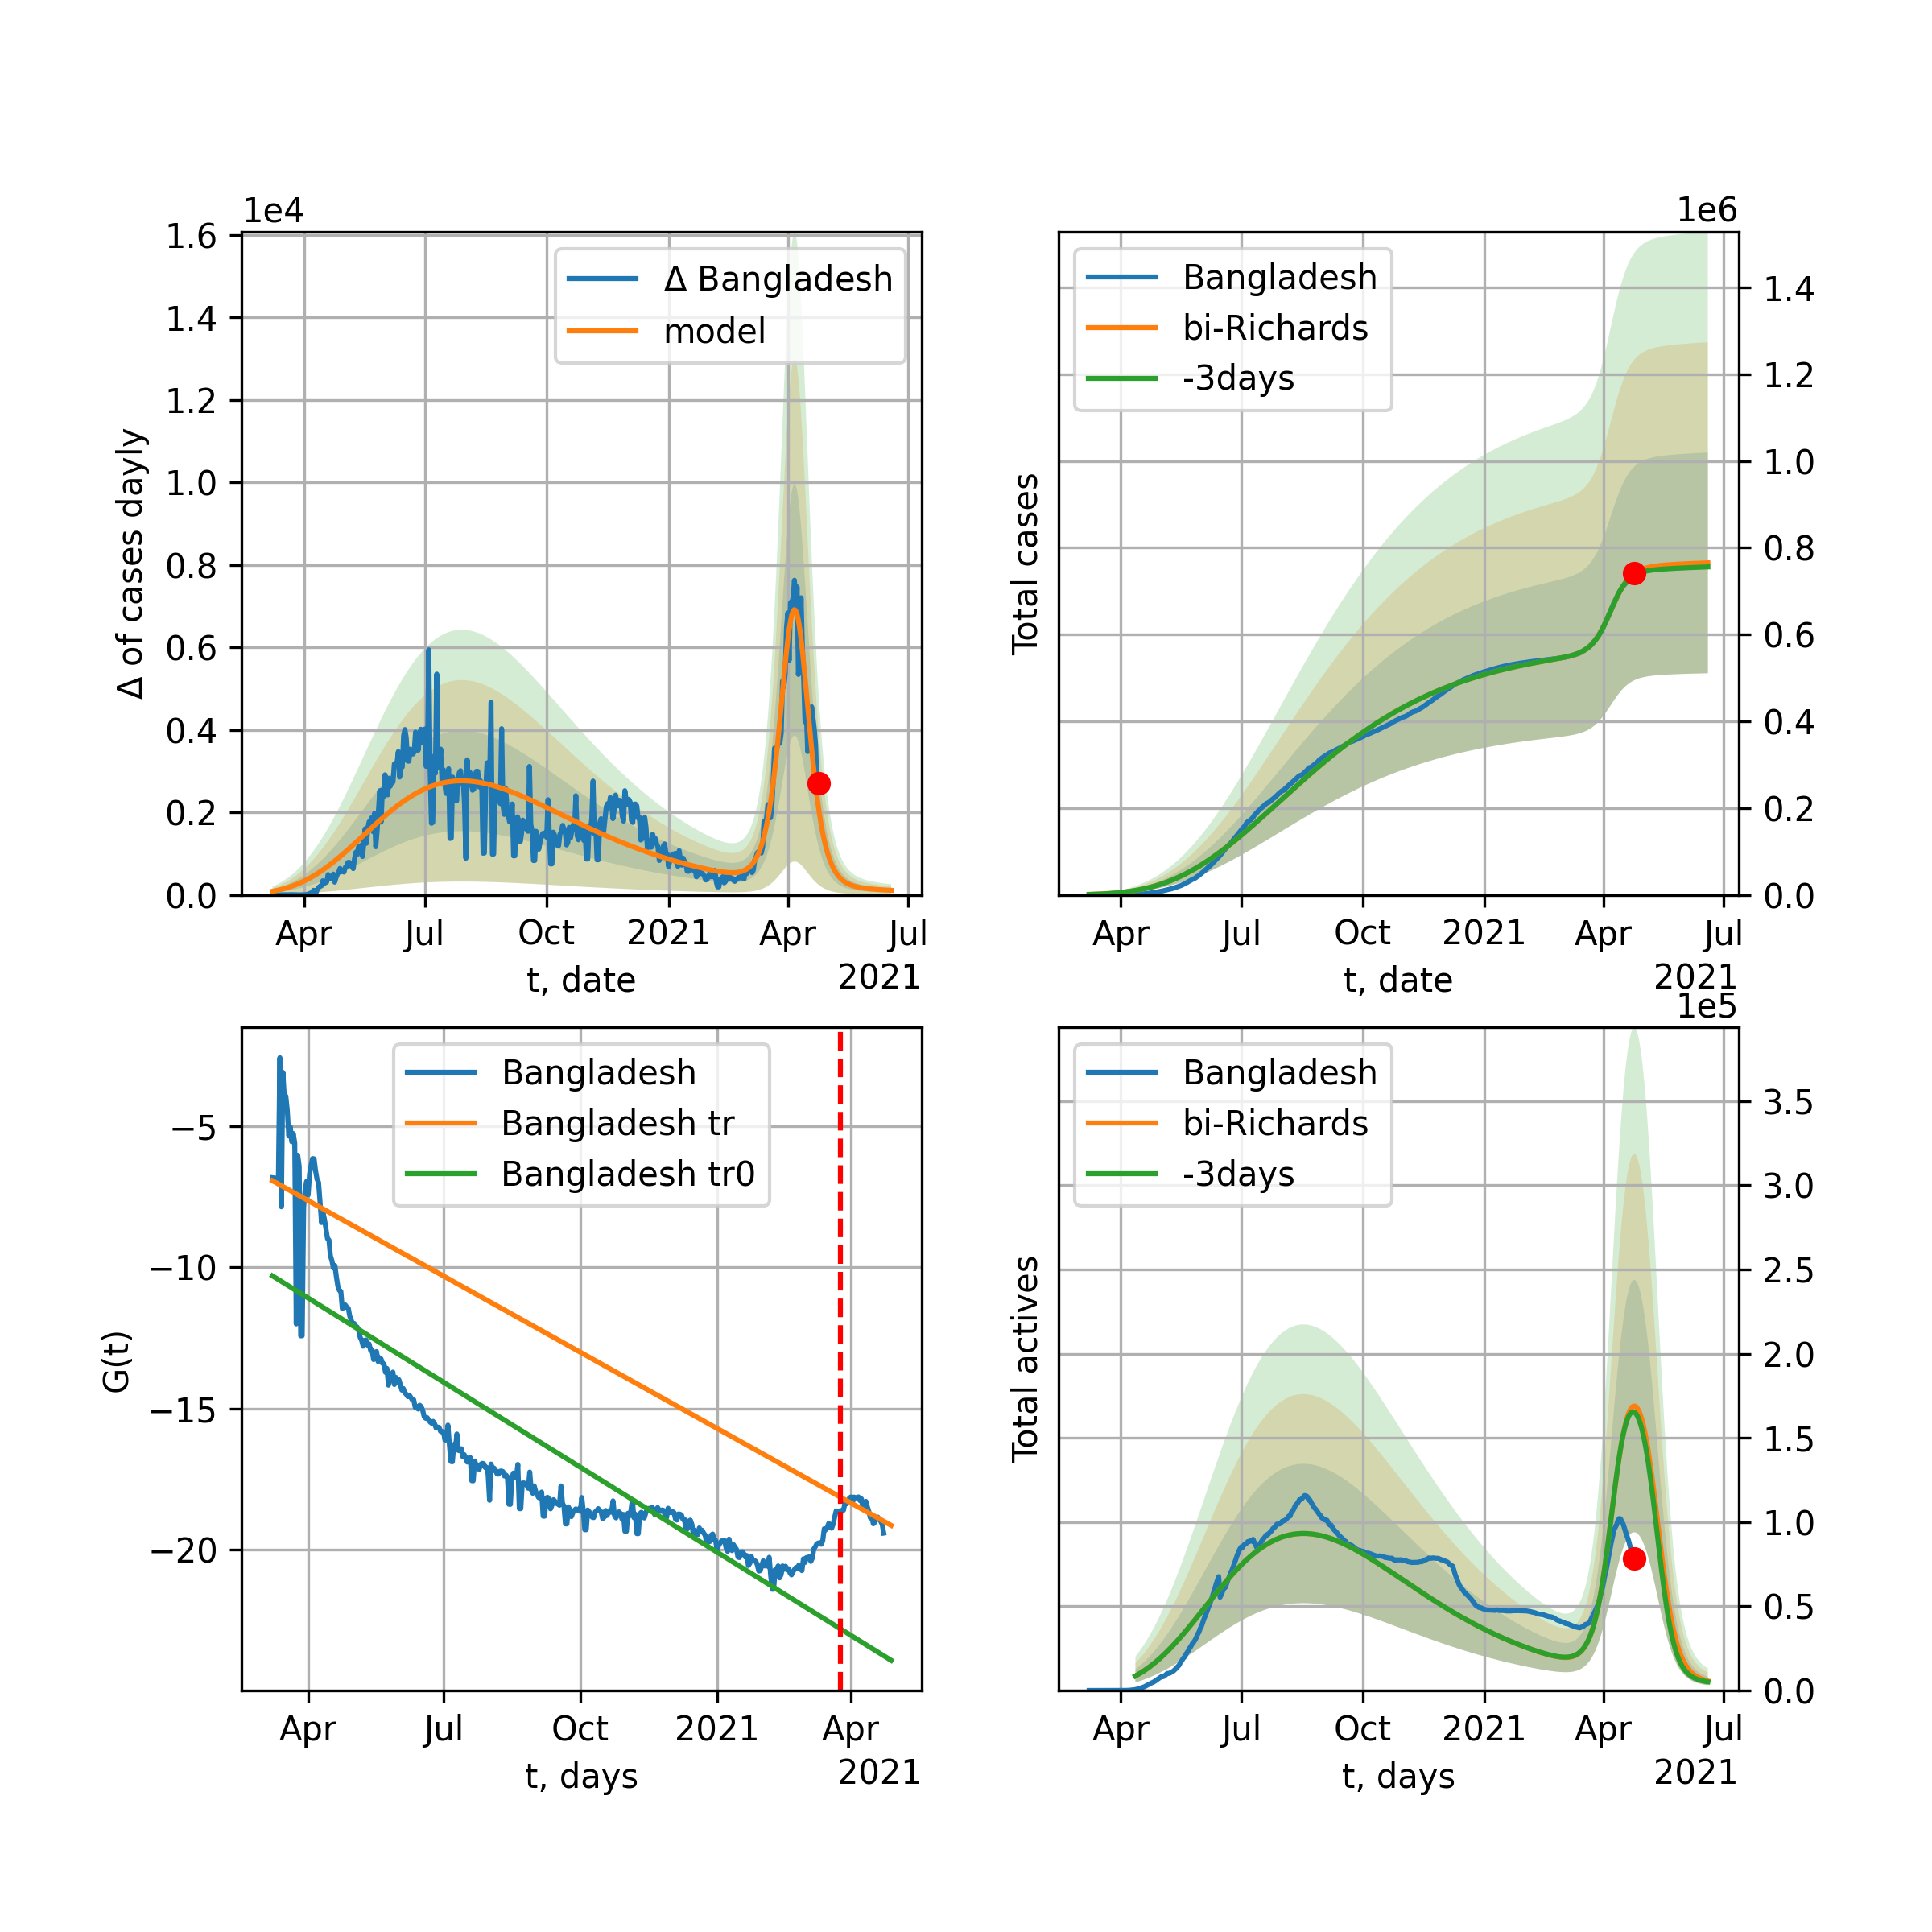 1e4
1.6
1.4
1.2
1.0
0.8
0.6
0.4
0.2
0.0
Δ of cases dayly
Δ Bangladesh
model
Apr Jul Oct 2021 Apr Jul
2021
t, date
1e6
Total cases
Bangladesh
bi-Richards
-3days
1.4
1.2
1.0
0.8
0.6
0.4
0.2
0.0
Apr Jul Oct 2021 Apr Jul
2021
t, date
G(t)
−5
−10
−15
−20
Bangladesh
Bangladesh tr
Bangladesh tr0
Apr Jul Oct 2021 Apr
2021
t, days
1e5
Total actives
Bangladesh
bi-Richards
-3days
3.5
3.0
2.5
2.0
1.5
1.0
0.5
0.0
Apr Jul Oct 2021 Apr Jul
2021
t, days